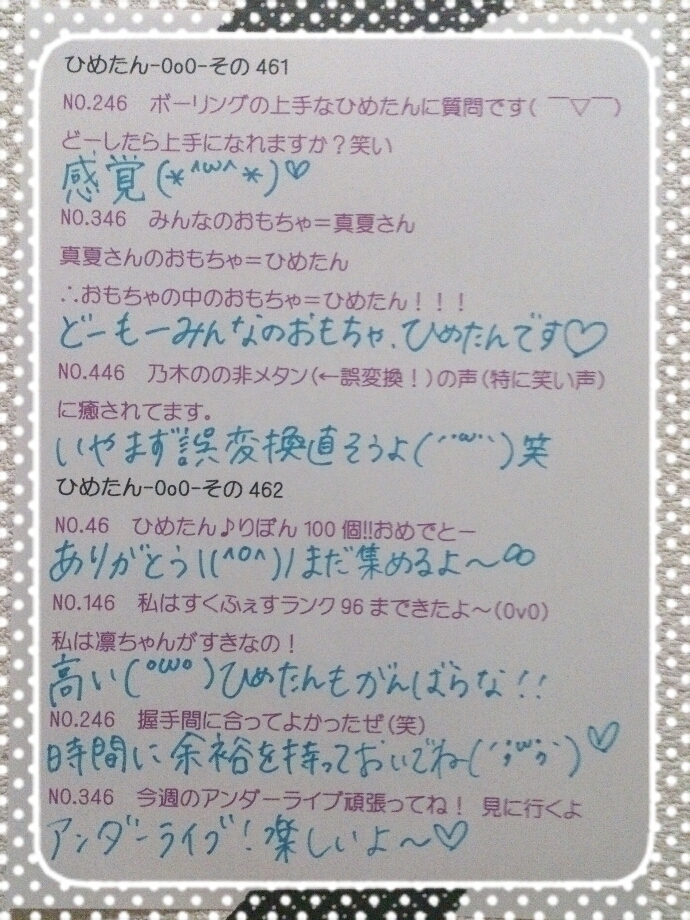 ひめたん-OoO-その461
NO.246 ボーリングの上手なひめたんに質問です(￣▽￣)
どーしたら上手になれますか？笑い
感覚(*^ω^*)♡
NO.346 みんなのおもちゃ＝真夏さん
真夏さんのおもちゃ＝ひめたん
∴おもちゃの中のおもちゃ＝ひめたん！！！
どーもーみんなのおもちゃ、ひめたんです♡
NO.446 乃木のの非メタン(←誤変換！)の声(特に笑い声)
に癒されてます。
いやまず誤変換直そうよ(´･ω･`)笑
ひめたん-OoO-その462
NO.46 ひめたん♪りぼん100個!!おめでとー
ありがとう\(^o^)/まだ集めるよ〜∞
NO.146 私はすくふぇすランク96まできたよ〜(OvO)
私は凛ちゃんがすきなの！
高い(°ω°)ひめたんもがんばらな!!
NO.246 握手間に合ってよかったぜ(笑)
時間に余裕を持っておいでね(´;ω;`)♡
NO.346 今週のアンダーライブ頑張ってね！ 見に行くよ
アンダーライブ！楽しいよ〜♡